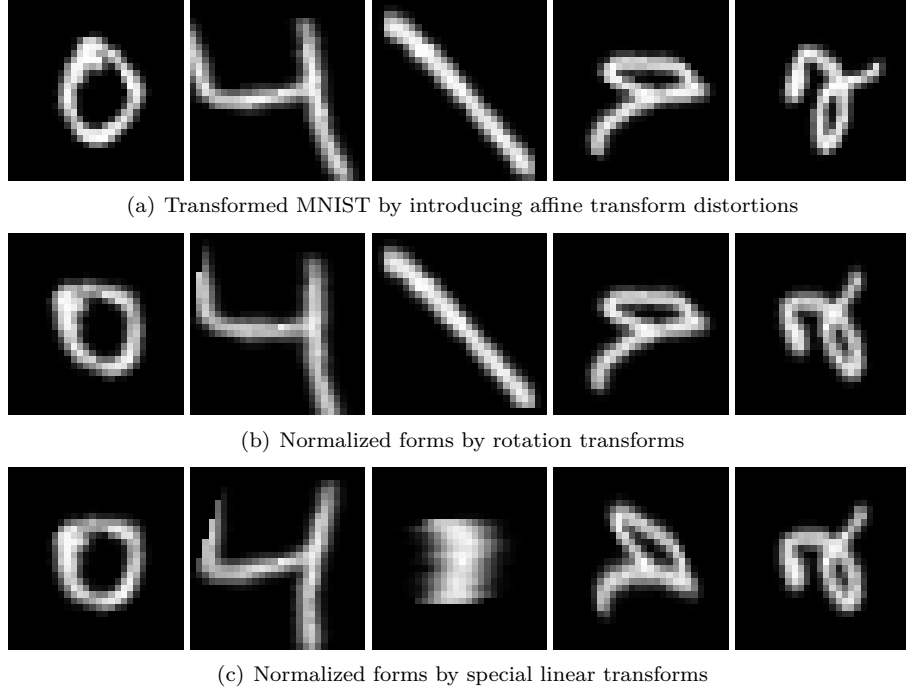 (a) Transformed MNIST by introducing affine transform distortions
(b) Normalized forms by rotation transforms
(c) Normalized forms by special linear transforms